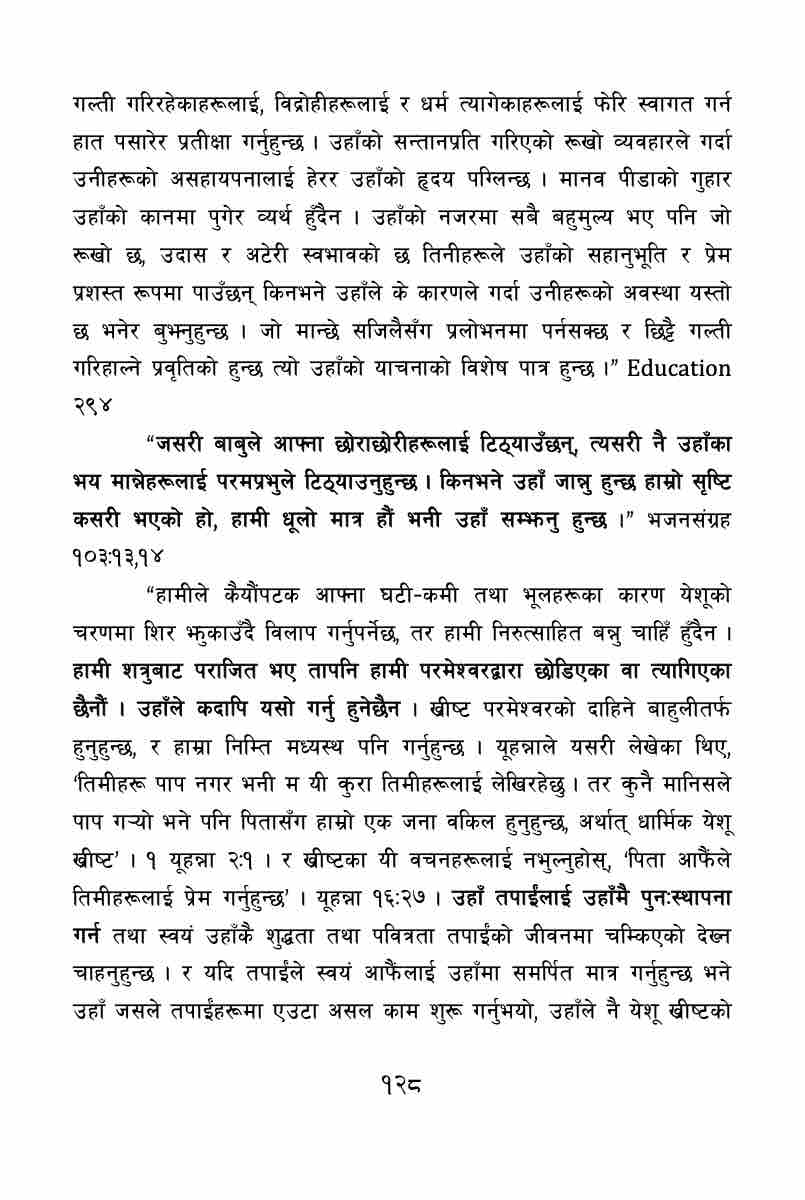 गल्ती गरिरहेकाहरूलाई, विद्रोहीहरूलाई र धर्म त्यागेकाहरूलाई फेरि स्वागत गर्न
हात पसारेर प्रतीक्षा गर्नुहुन्छ । उहाँको सन्तानप्रति गरिएको रूखो व्यवहारले गर्दा
उनीहरूको असहायपनालाई हेरर उहाँको हृदय पग्लिन्छ । मानव पीडाको गुहार
उहाँको कानमा पुगेर व्यर्थ हुँदैन । उहाँको नजरमा सबै बहुमुल्य भए पनि जो
रूखो छ, उदास र अटेरी स्वभावको छ तिनीहरूले उहाँको सहानुभूति र प्रेम
प्रशस्त रूपमा पाउँछन् किनभने उहाँले के कारणले गर्दा उनीहरूको अवस्था यस्तो
छ भनेर बुझ्नुहुन्छ । जो मान्छे सजिलैसँग प्रलोभनमा पर्नसक्छ र छिट्टै गल्ती
गरिहाल्ने प्रवृतिको हुन्छ त्यो उहाँको याचनाको विशेष पात्र हुन्छ ।” Education
२९४
“जसरी बाबुले आफ्ना छोराछोरीहरूलाई टिठ्याउँछन्, त्यसरी नै उहाँका
भय मान्नेहरूलाई परमप्रभुले टिठ्याउनुहुन्छ । किनभने उहाँ जान्नु हुन्छ हाम्रो सृष्टि
कसरी भएको हो, हामी धूलो मात्र हौं भनी उहाँ सम्झनु हुन्छ ।” भजनसंग्रह
१०३:१३,१४
“हामीले कैयौंपटक आफ्ना घटी-कमी तथा भूलहरूका कारण येशूको
चरणमा शिर झुकाउँदै विलाप गर्नुपर्नेछ, तर हामी निरुत्साहित बन्नु चाहिँ हुँदैन ।
हामी शत्रुबाट पराजित भए तापनि हामी परमेश्वरद्वारा छोडिएका वा त्यागिएका
छैनौं । उहाँले कदापि यसो गर्नु हुनेछैन । ख्रीष्ट परमेश्वरको दाहिने बाहुलीतर्फ
हुनुहुन्छ, र हाम्रा निम्ति मध्यस्थ पनि गर्नुहुन्छ । यूहन्नाले यसरी लेखेका थिए,
‘तिमीहरू पाप नगर भनी म यी कुरा तिमीहरूलाई लेखिरहेछु । तर कुनै मानिसले
पाप गऱ्यो भने पनि पितासँग हाम्रो एक जना वकिल हुनुहुन्छ, अर्थात् धार्मिक येशू
ख्रीष्ट’ । १ यूहन्ना २:१ । र ख्रीष्टका यी वचनहरूलाई नभुल्नुहोस्, ‘पिता आफैंले
तिमीहरूलाई प्रेम गर्नुहुन्छ’ । यूहन्ना १६:२७ । उहाँ तपाईंलाई उहाँमै पुनःस्थापना
गर्न तथा स्वयं उहाँकै शुद्धता तथा पवित्रता तपाईंको जीवनमा चम्किएको देख्न
चाहनुहुन्छ । र यदि तपाईंले स्वयं आफैंलाई उहाँमा समर्पित मात्र गर्नुहुन्छ भने
उहाँ जसले तपाईंहरूमा एउटा असल काम शुरू गर्नुभयो, उहाँले नै येशू ख्रीष्टको
१२८